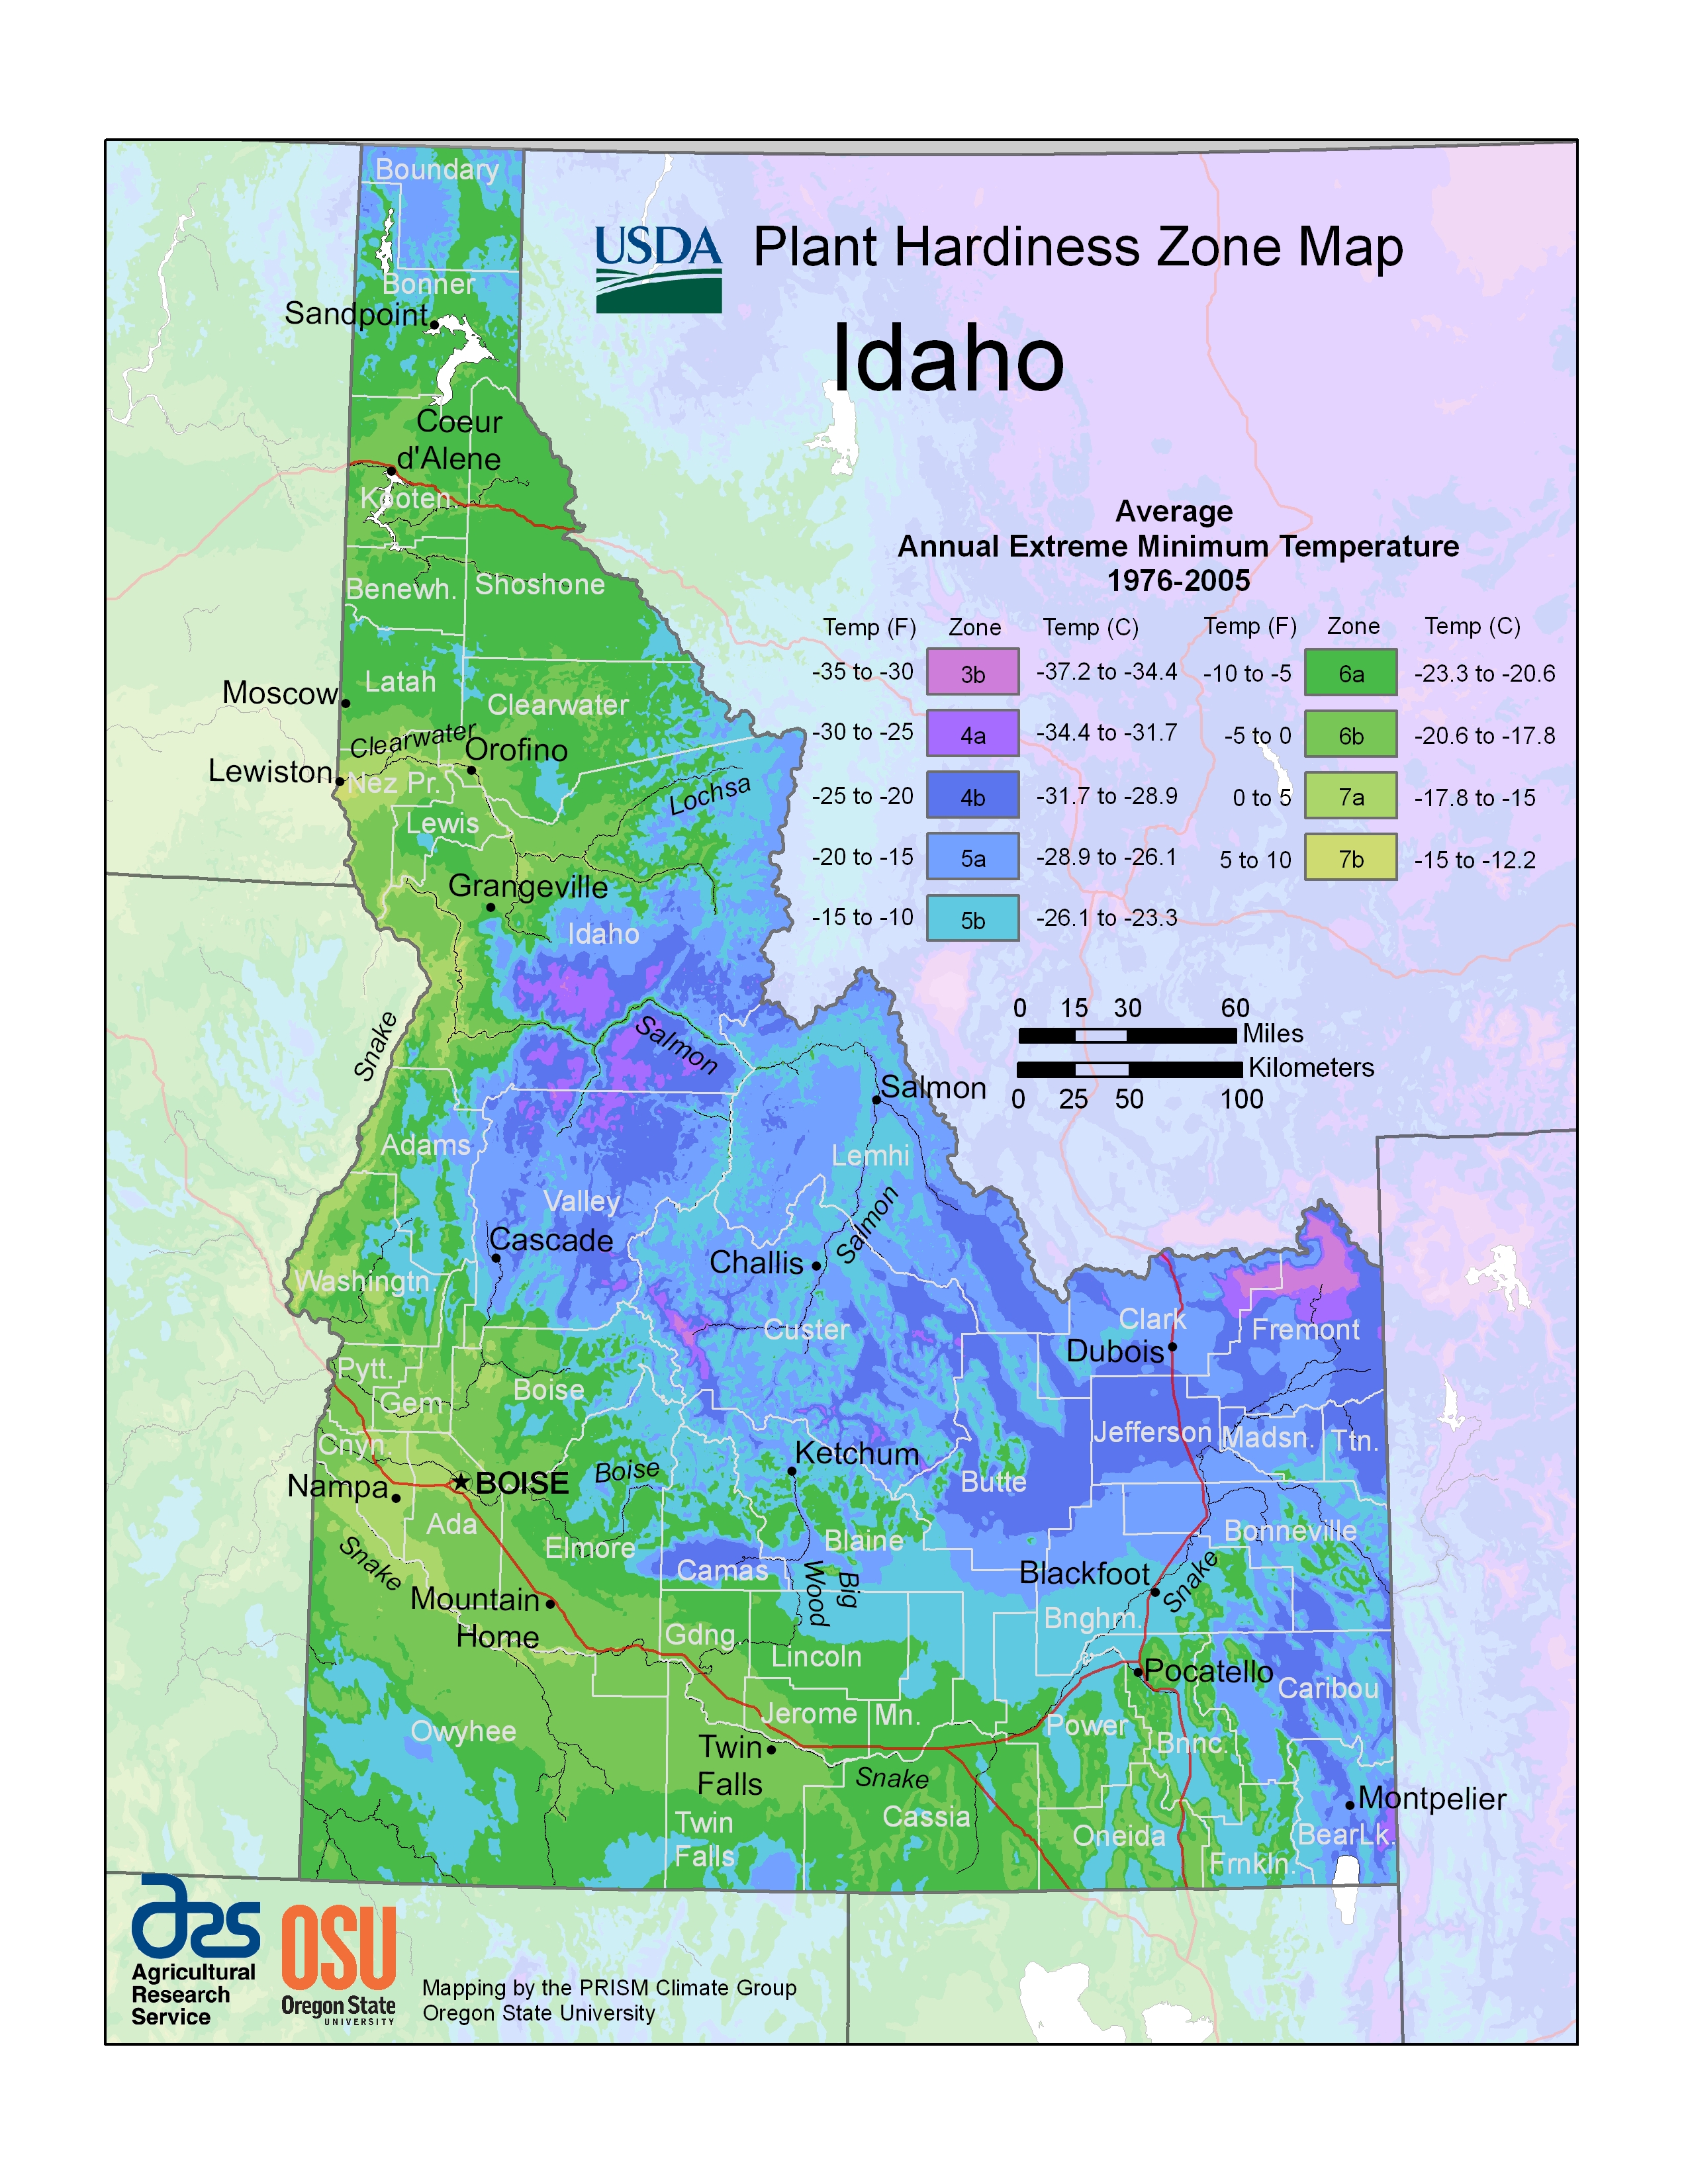 Boundary
Bonner
Sandpoint
USDA
Plant Hardiness Zone Map
Idaho
Coeur
d'Alene
Kooten.
Benewh.
Shoshone
Latah
Moscow
Clearwater
Clearwater
Orofino
Lewiston
Nez Pr.
Lochsa
Lewis
Grangeville
Idaho
Average
Annual Extreme Minimum Temperature
1976-2005
Temp (F) Zone Temp (C) Temp (F) Zone Temp (C)
-35 to -30 3b -37.2 to -34.4 -10 to -5 6a -23.3 to -20.6
-30 to -25 4a -34.4 to -31.7 -5 to 0 6b -20.6 to -17.8
-25 to -20 4b -31.7 to -28.9 0 to 5 7a -17.8 to -15
-20 to -15 5a -28.9 to -26.1 5 to 10 7b -15 to -12.2
-15 to -10 5b -26.1 to -23.3
0 15 30 60
Miles
Kilometers
0 25 50 100
Snake
Salmon
Salmon
Adams
Lemhi
Valley
Salmon
Cascade
Challis
Washingtn.
Custer
Clark
Fremont
Dubois
Pytt.
Gem
Boise
Cnyn.
Jefferson
Madsn.
Ttn.
Ketchum
Nampa
BOISE
Boise
Butte
Ada
Elmore
Blaine
Bonneville
Snake
Camas
Big
Wood
Blackfoot
Snake
Mountain
Home
Bnghm.
Gdng.
Lincoln
Pocatello
Caribou
Owyhee
Jerome
Mn.
Power
Bnnc.
Twin
Falls
Snake
Montpelier
Twin
Falls
Cassia
Oneida
BearLk.
Frnkln.
ars
Agricultural
Research
Service
OSU
Oregon State
UNIVERSITY
Mapping by the PRISM Climate Group
Oregon State University